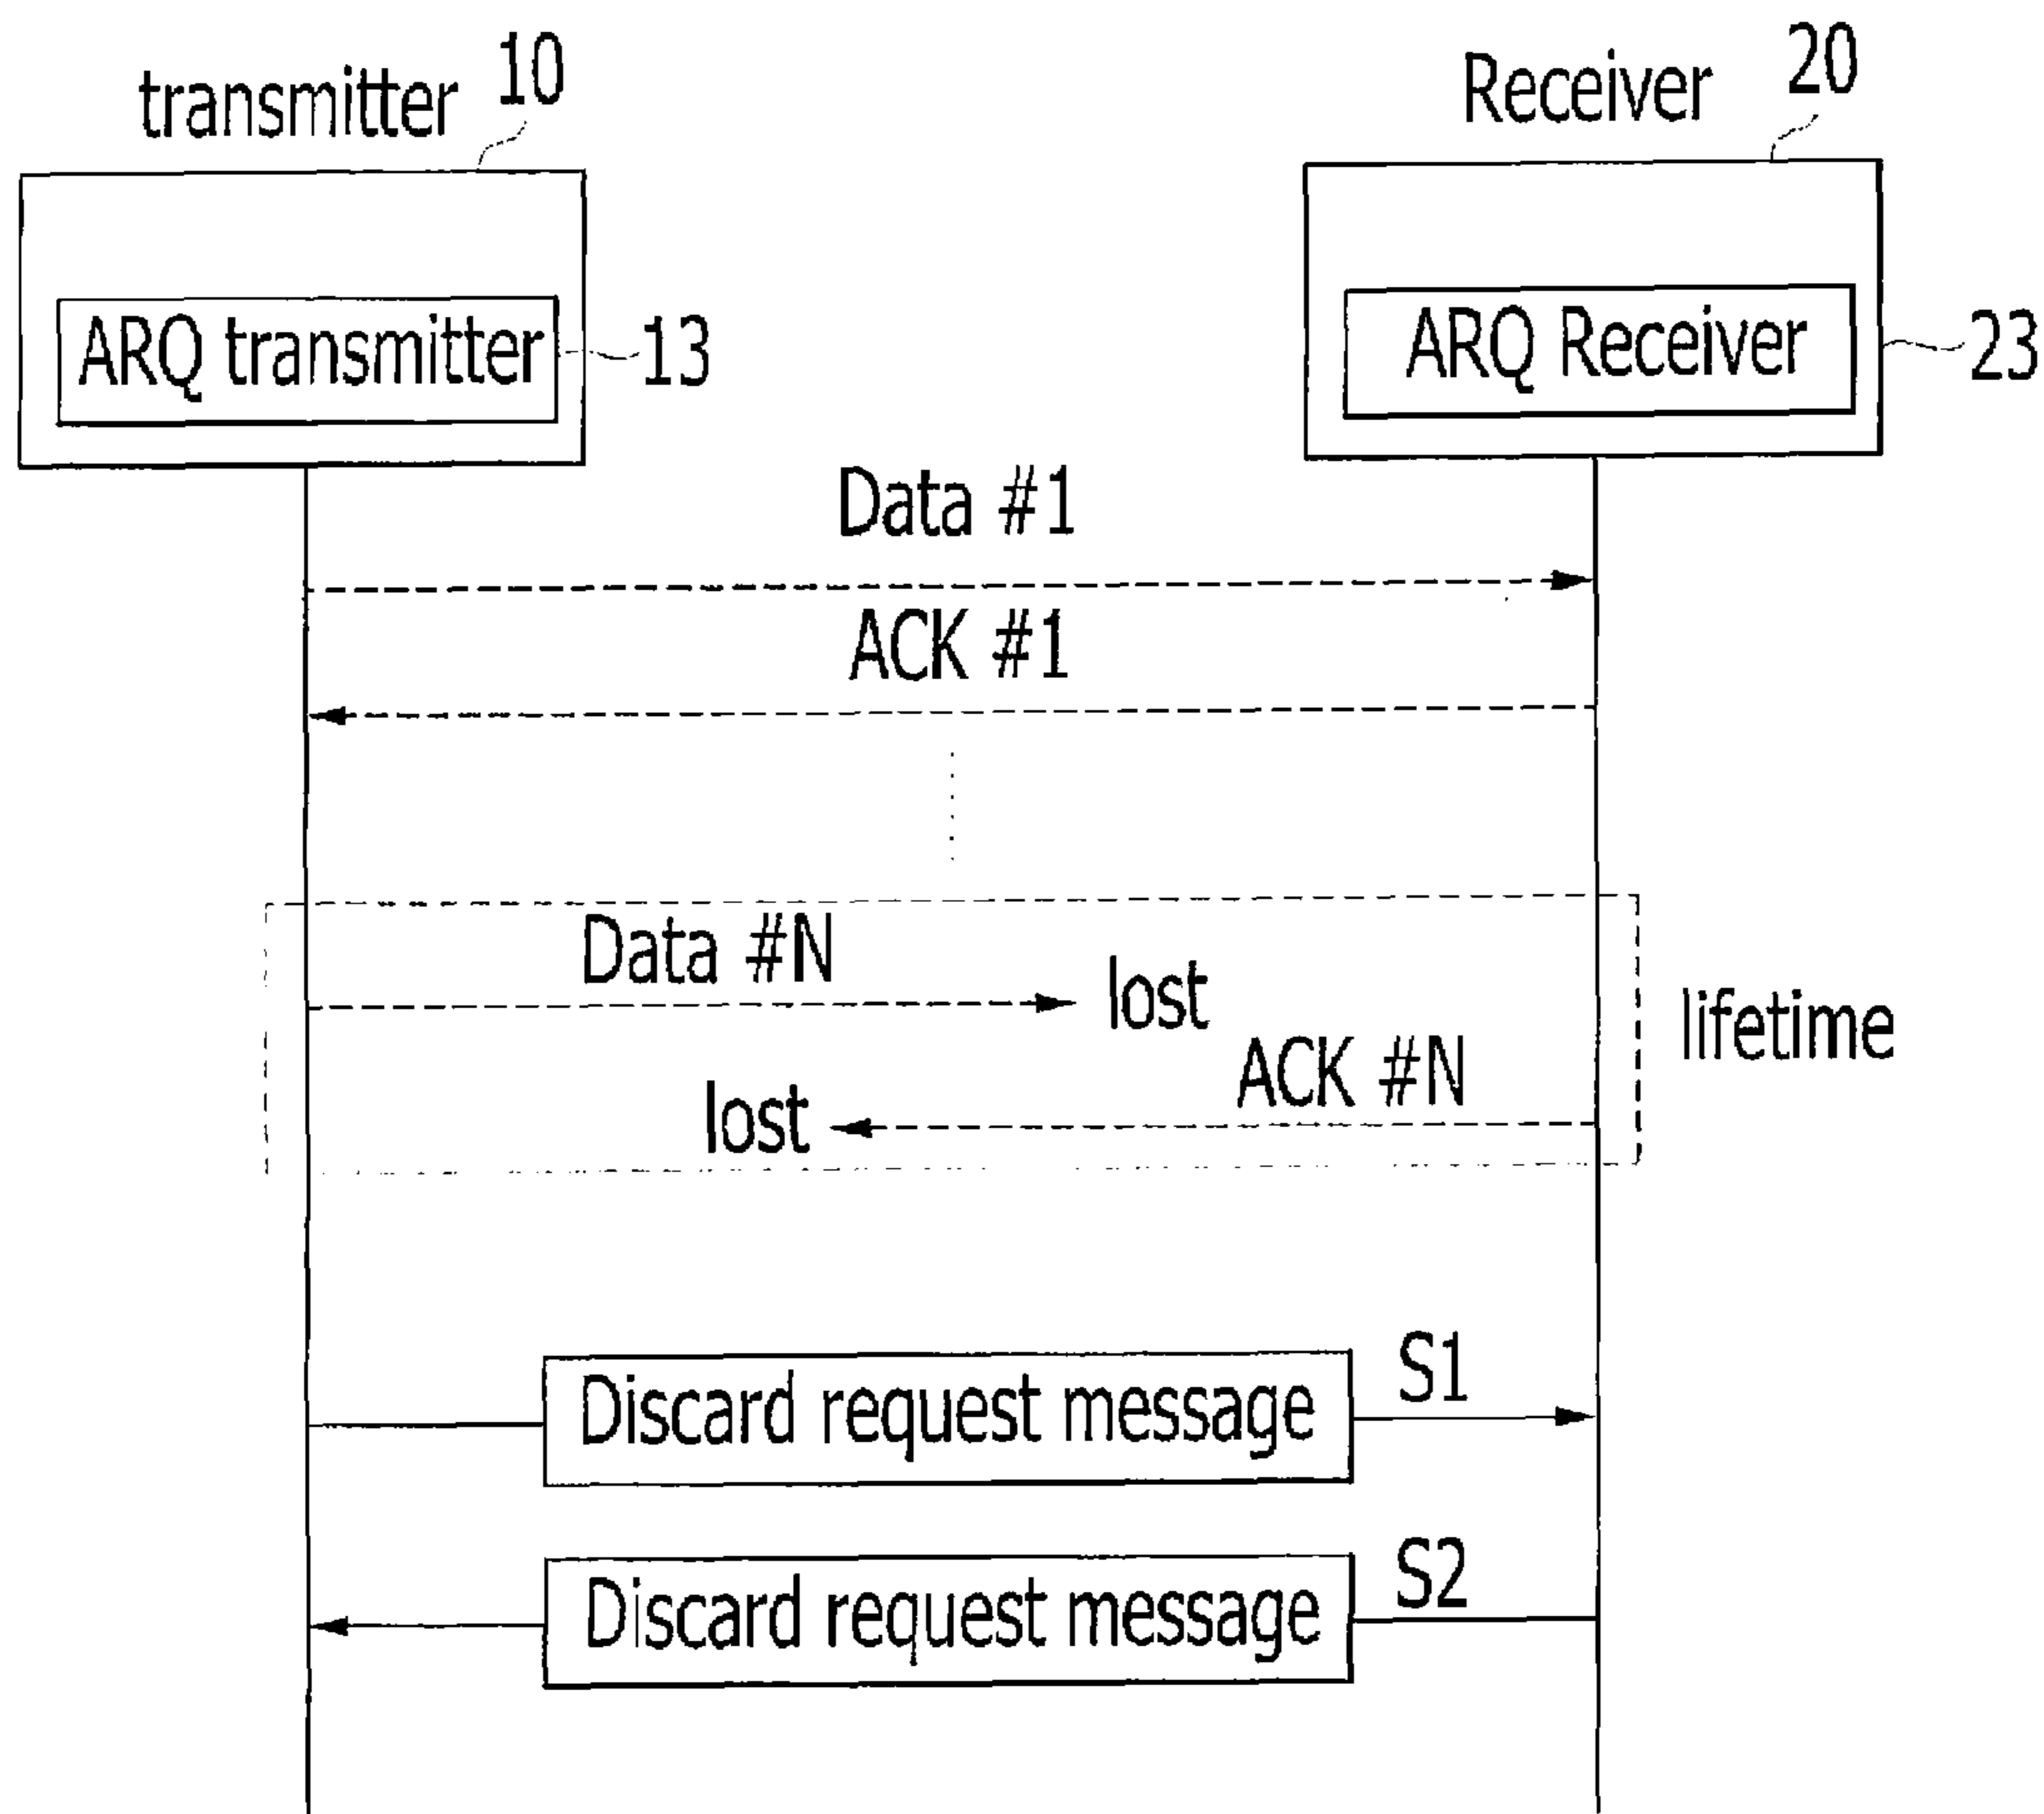 transmitter 10
Receiver 20
ARQ transmitter 13
ARQ Receiver 23
Data #1
ACK #1
Data #N
lost
lifetime
ACK #N
lost
Discard request message S1
Discard request message S2